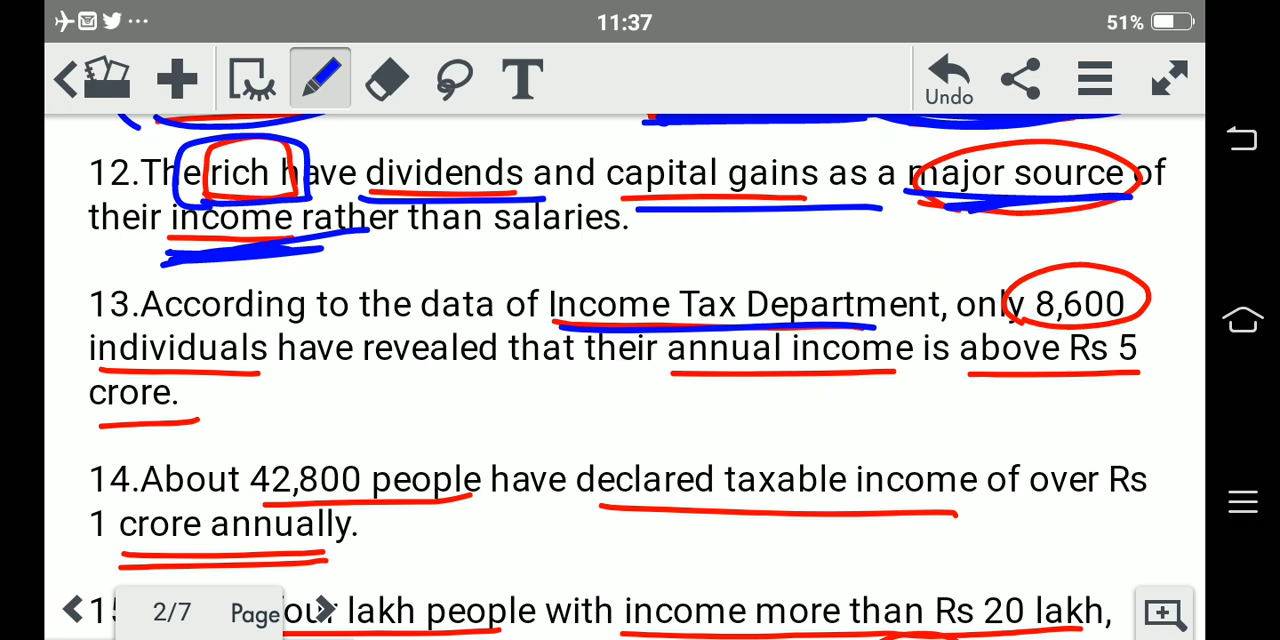 11:37
51%
Undo
12.The rich have dividends and capital gains as a major source of
their income rather than salaries.
13.According to the data of Income Tax Department, only 8,600
individuals have revealed that their annual income is above Rs 5
crore.
14.About 42,800 people have declared taxable income of over Rs
1 crore annually.
lakh people with income more than Rs 20 lakh,
2/7 Page
T